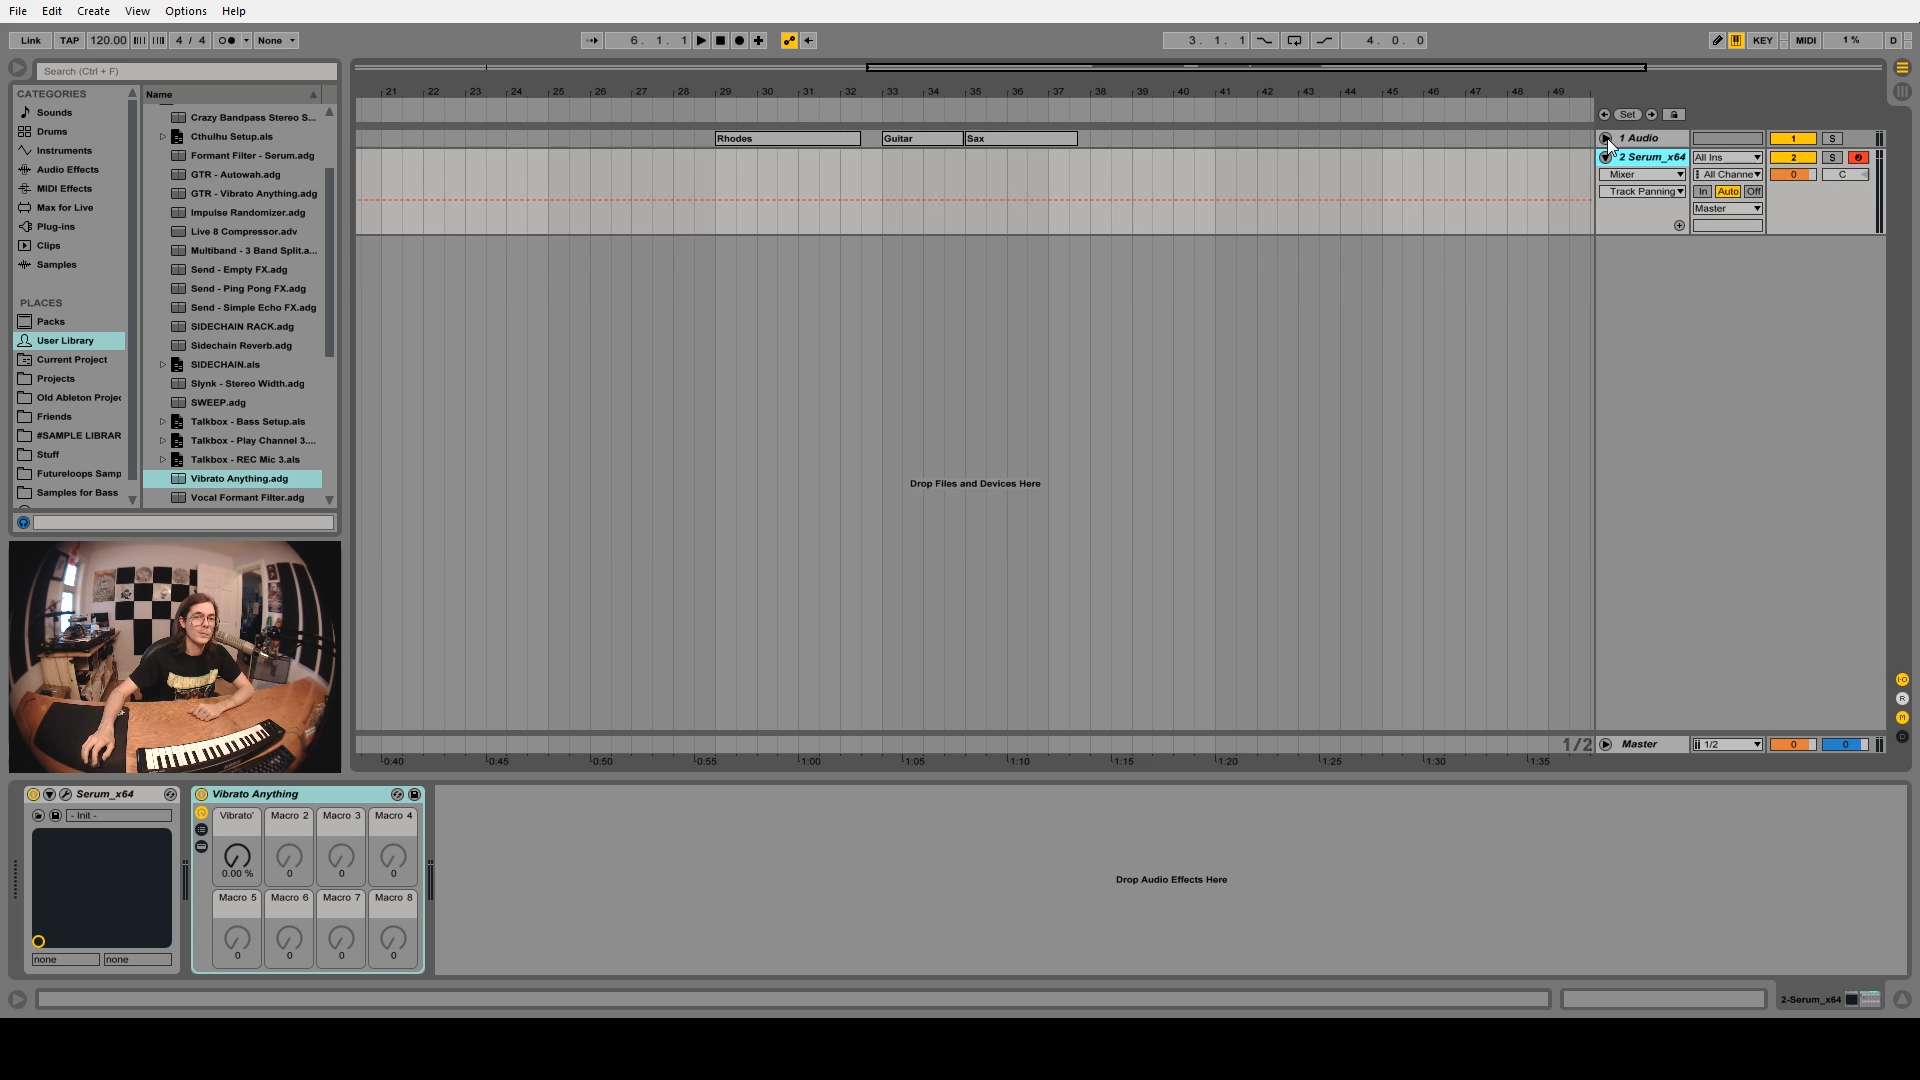 File Edit Create View Options Help
Link TAP 120.00 4 / 4 None 6. 1. 1 3. 1. 1 4. 0. 0 KEY MIDI 1 % D
Search (Ctrl + F)
CATEGORIES
Sounds
Drums
Instruments
Audio Effects
MIDI Effects
Max for Live
Plug-ins
Clips
Samples
PLACES
Packs
User Library
Current Project
Projects
Old Ableton Projec
Friends
#SAMPLE LIBRAR
Stuff
Futureloops Samp
Samples for Bass
Name
Crazy Bandpass Stereo S...
Cthulhu Setup.als
Formant Filter - Serum.adg
GTR - Autowah.adg
GTR - Vibrato Anything.adg
Impulse Randomizer.adg
Live 8 Compressor.adv
Multiband - 3 Band Split.a...
Send - Empty FX.adg
Send - Ping Pong FX.adg
Send - Simple Echo FX.adg
SIDECHAIN RACK.adg
Sidechain Reverb.adg
SIDECHAIN.als
Slynk - Stereo Width.adg
SWEEP.adg
Talkbox - Bass Setup.als
Talkbox - Play Channel 3....
Talkbox - REC Mic 3.als
Vibrato Anything.adg
Vocal Formant Filter.adg
21 22 23 24 25 26 27 28 29 30 31 32 33 34 35 36 37 38 39 40 41 42 43 44 45 46 47 48 49
Set
Rhodes Guitar Sax
1 Audio 1 S
2 Serum_x64 All Ins 2 S
Mixer All Channe 0 C
Track Panning In Auto Off
Master
Drop Files and Devices Here
1/2 Master 1/2 0 0
0:40 0:45 0:50 0:55 1:00 1:05 1:10 1:15 1:20 1:25 1:30 1:35
R
M
D
Serum_x64
- Init -
none none
Vibrato Anything
Vibrato' Macro 2 Macro 3 Macro 4
0.00 % 0 0 0
Macro 5 Macro 6 Macro 7 Macro 8
0 0 0 0
Drop Audio Effects Here
2-Serum_x64